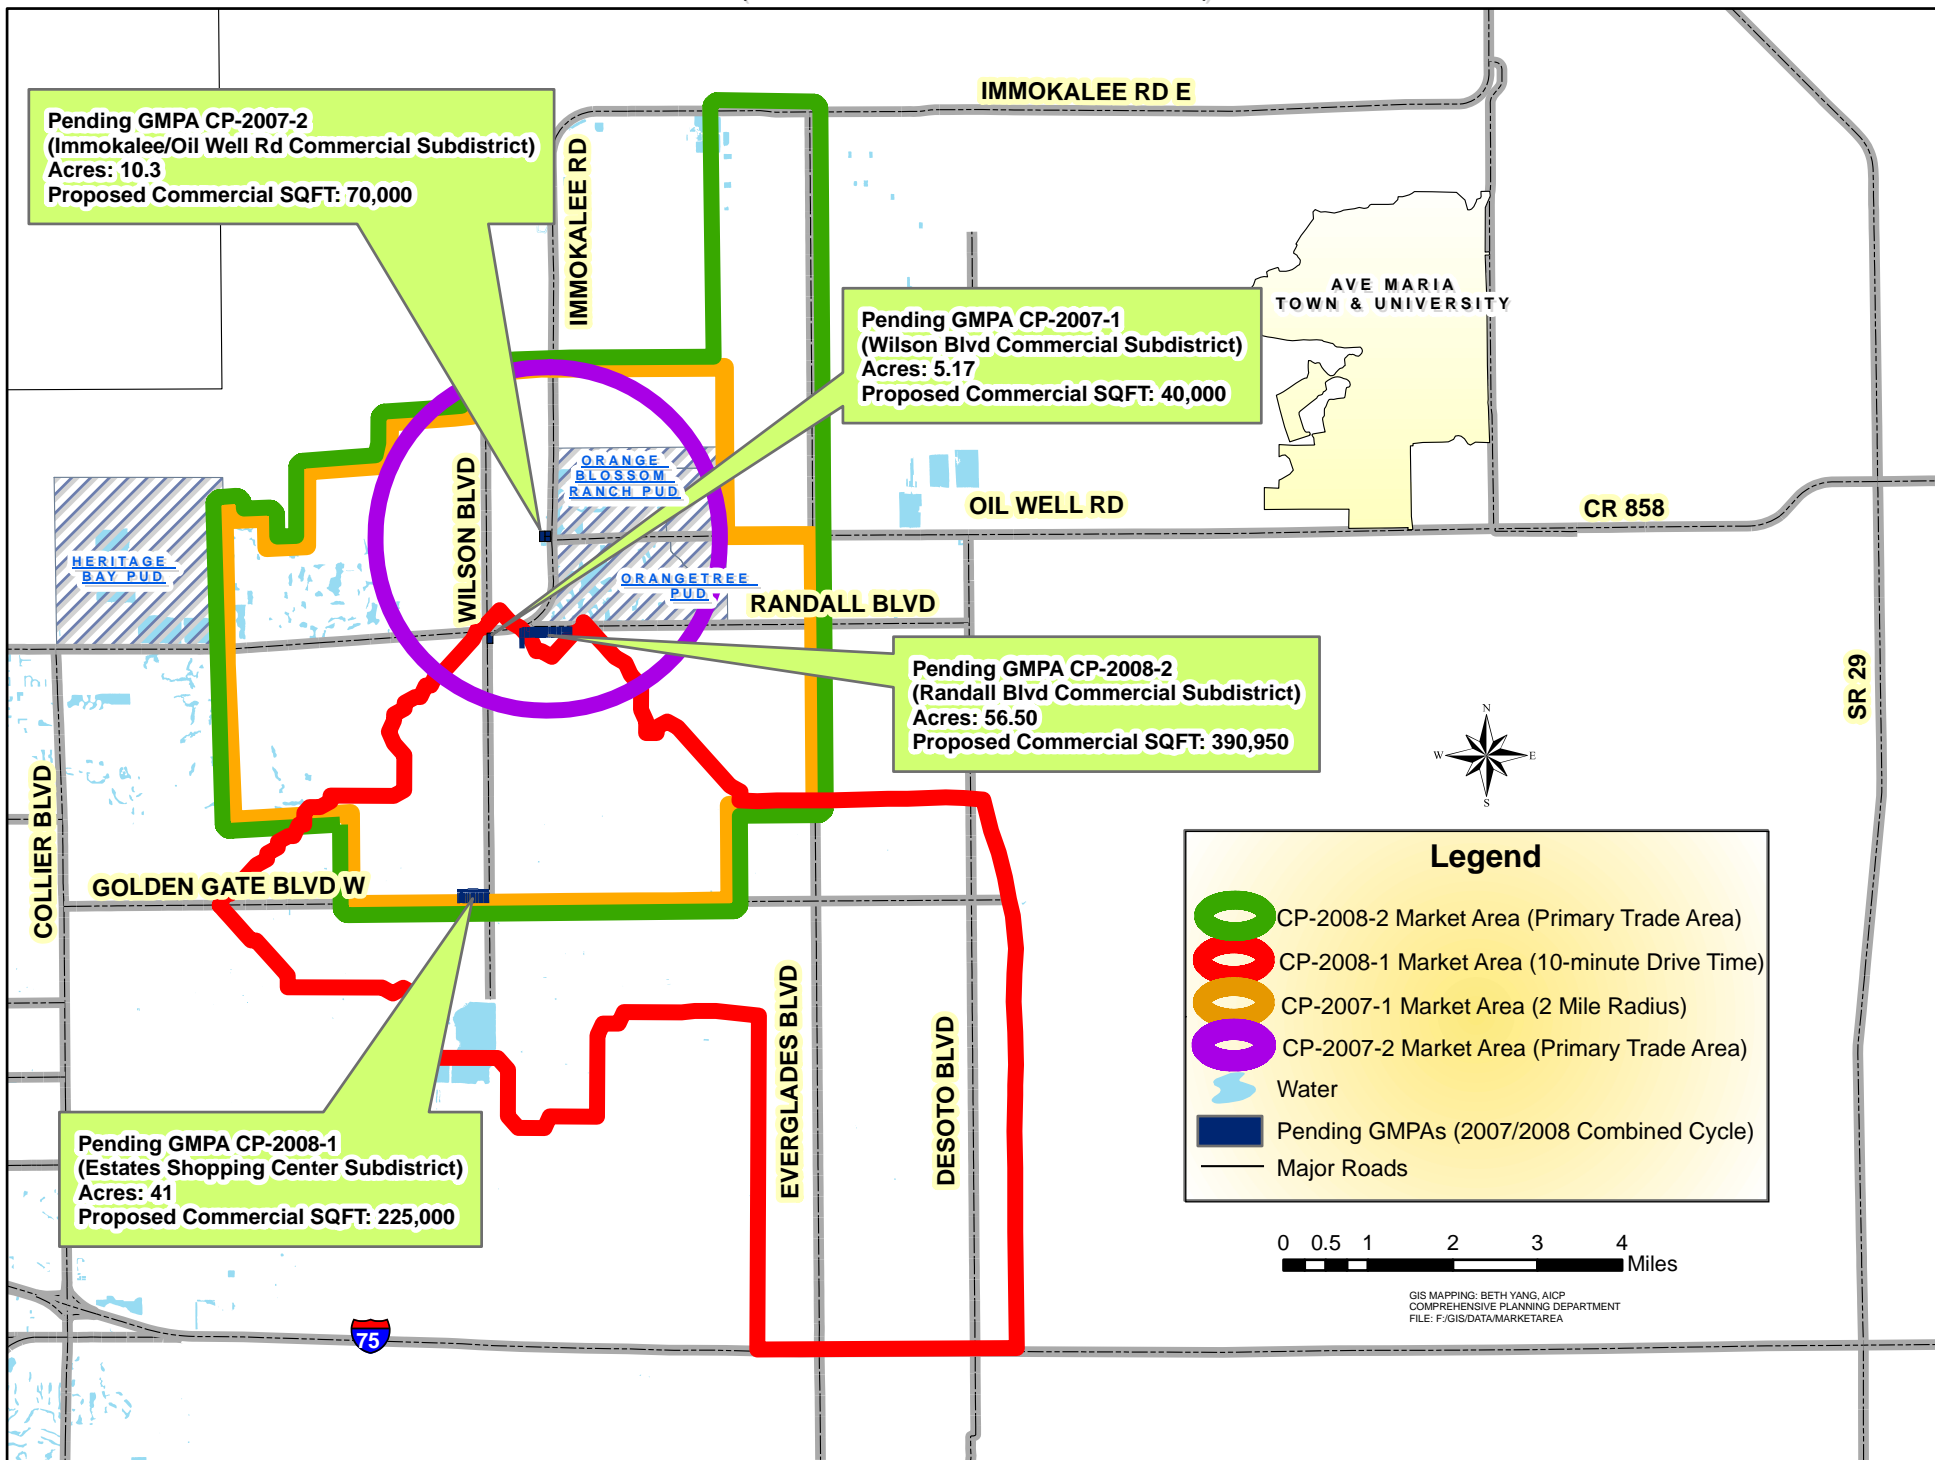 IMMOKALEE RD E
Pending GMPA CP-2007-2
(Immokalee/Oil Well Rd Commercial Subdistrict)
Acres: 10.3
Proposed Commercial SQFT: 70,000
IMMOKALEE RD
AVE MARIA
TOWN & UNIVERSITY
Pending GMPA CP-2007-1
(Wilson Blvd Commercial Subdistrict)
Acres: 5.17
Proposed Commercial SQFT: 40,000
ORANGE
BLOSSOM
RANCH PUD
WILSON BLVD
OIL WELL RD
CR 858
HERITAGE
BAY PUD
ORANGETREE
PUD
RANDALL BLVD
Pending GMPA CP-2008-2
(Randall Blvd Commercial Subdistrict)
Acres: 56.50
Proposed Commercial SQFT: 390,950
SR 29
N
W
E
S
COLLIER BLVD
GOLDEN GATE BLVD W
Legend
CP-2008-2 Market Area (Primary Trade Area)
CP-2008-1 Market Area (10-minute Drive Time)
CP-2007-1 Market Area (2 Mile Radius)
CP-2007-2 Market Area (Primary Trade Area)
Water
Pending GMPAs (2007/2008 Combined Cycle)
Major Roads
EVERGLADES BLVD
DESOTO BLVD
Pending GMPA CP-2008-1
(Estates Shopping Center Subdistrict)
Acres: 41
Proposed Commercial SQFT: 225,000
0 0.5 1 2 3 4
Miles
GIS MAPPING: BETH YANG, AICP
COMPREHENSIVE PLANNING DEPARTMENT
FILE: F:/GIS/DATA/MARKETAREA
75